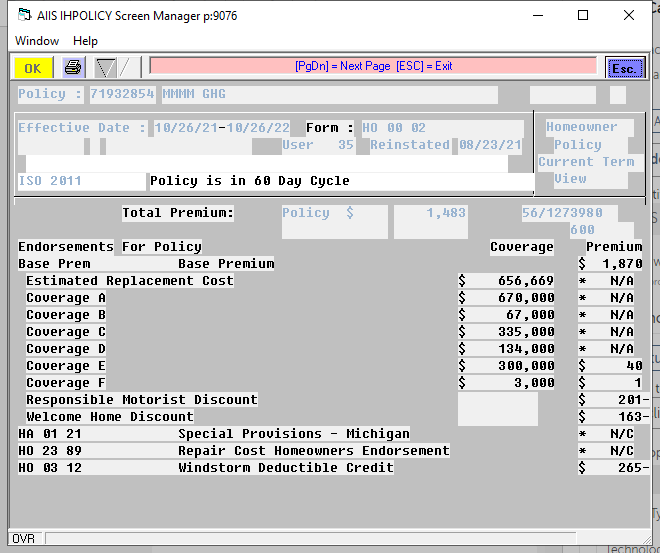 AIIS IHPOLICY Screen Manager p:9076
Window Help
OK [PgDn] = Next Page [ESC] = Exit Esc.
Policy : 71932854 MMMM GHG
Effective Date : 10/26/21-10/26/22 Form : HO 00 02 Homeowner
User 35 Reinstated 08/23/21 Policy
Current Term
ISO 2011 Policy is in 60 Day Cycle View
Total Premium: Policy $ 1,483 56/1273980
600
Endorsements For Policy Coverage Premium
Base Prem Base Premium $ 1,870
Estimated Replacement Cost $ 656,669 * N/A
Coverage A $ 670,000 * N/A
Coverage B $ 67,000 * N/A
Coverage C $ 335,000 * N/A
Coverage D $ 134,000 * N/A
Coverage E $ 300,000 $ 40
Coverage F $ 3,000 $ 1
Responsible Motorist Discount $ 201-
Welcome Home Discount $ 163-
HA 01 21 Special Provisions - Michigan * N/C
HO 23 89 Repair Cost Homeowners Endorsement * N/C
HO 03 12 Windstorm Deductible Credit $ 265-
OVR